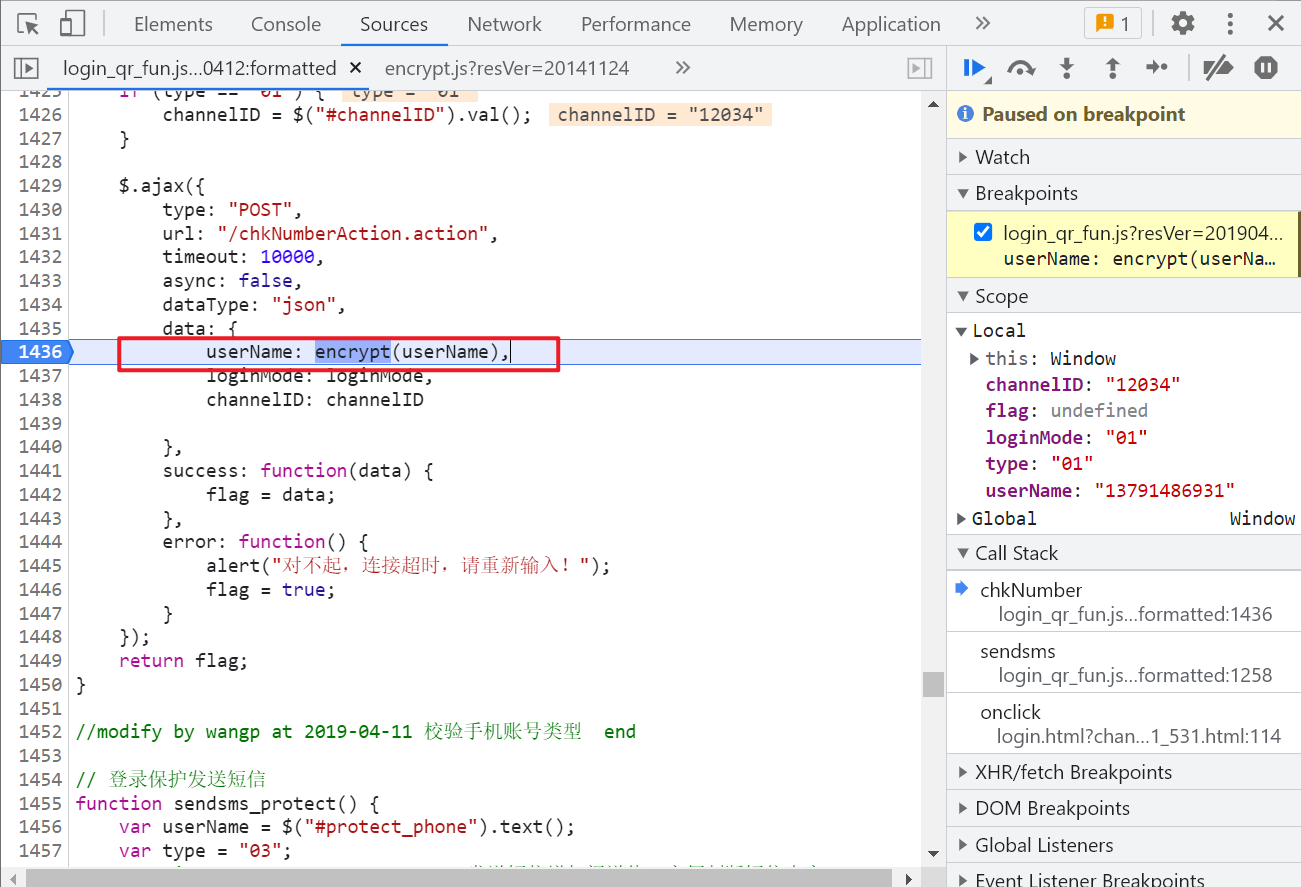 Elements Console Sources Network Performance Memory Application » 1
login_qr_fun.js…0412:formatted × encrypt.js?resVer=20141124 »
1425 if (type == "01") { type = "01"
1426 channelID = $("#channelID").val(); channelID = "12034"
1427 }
1428
1429 $.ajax({
1430 type: "POST",
1431 url: "/chkNumberAction.action",
1432 timeout: 10000,
1433 async: false,
1434 dataType: "json",
1435 data: {
1436 userName: encrypt(userName),
1437 loginMode: loginMode,
1438 channelID: channelID
1439
1440 },
1441 success: function(data) {
1442 flag = data;
1443 },
1444 error: function() {
1445 alert("对不起，连接超时，请重新输入！");
1446 flag = true;
1447 }
1448 });
1449 return flag;
1450 }
1451
1452 //modify by wangp at 2019-04-11 校验手机账号类型 end
1453
1454 // 登录保护发送短信
1455 function sendsms_protect() {
1456 var userName = $("#protect_phone").text();
1457 var type = "03";
Paused on breakpoint
Watch
Breakpoints
login_qr_fun.js?resVer=201904…
userName: encrypt(userNa…
Scope
Local
this: Window
channelID: "12034"
flag: undefined
loginMode: "01"
type: "01"
userName: "13791486931"
Global Window
Call Stack
chkNumber
login_qr_fun.js…formatted:1436
sendsms
login_qr_fun.js…formatted:1258
onclick
login.html?chan…1_531.html:114
XHR/fetch Breakpoints
DOM Breakpoints
Global Listeners
Event Listener Breakpoints